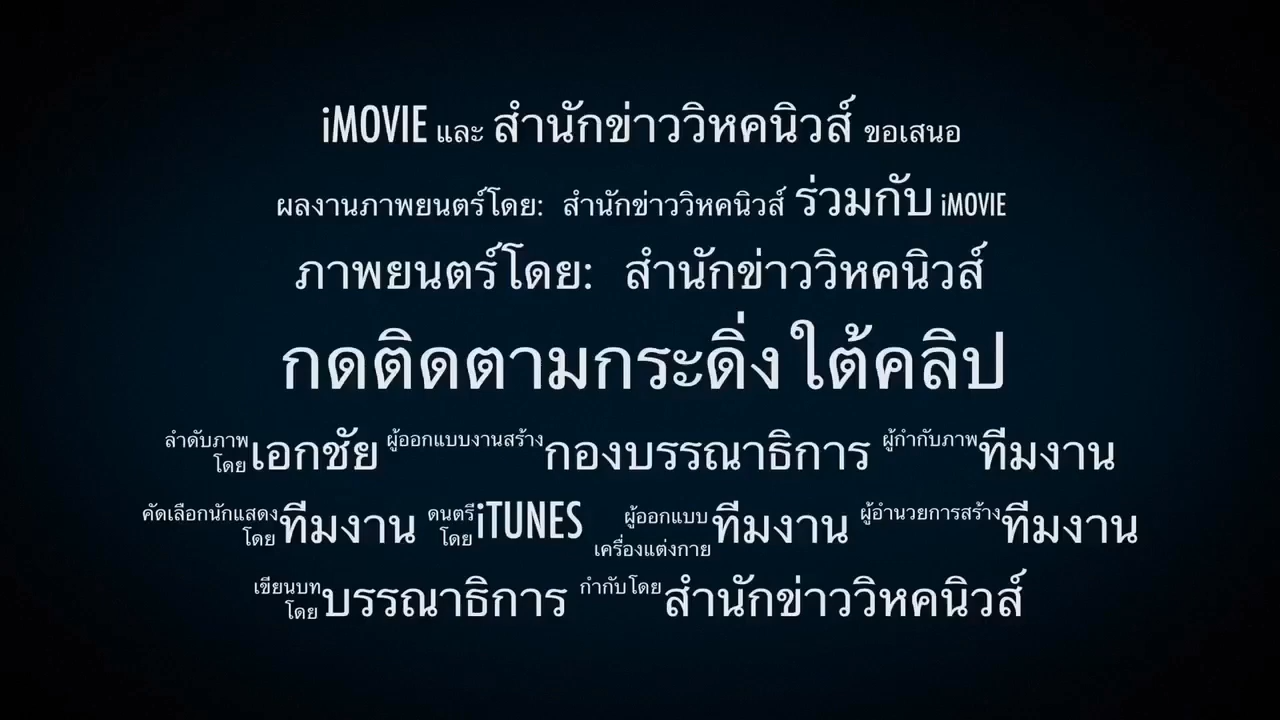 iMOVIE และ สำนักข่าววิหคนิวส์ ขอเสนอ
ผลงานภาพยนตร์โดย: สำนักข่าววิหคนิวส์ ร่วมกับ iMOVIE
ภาพยนตร์โดย: สำนักข่าววิหคนิวส์
กดติดตามกระดิ่ง ใต้คลิป
ลำดับภาพโดย เอกชัย ผู้ออกแบบงานสร้าง กองบรรณาธิการ ผู้กำกับภาพ ทีมงาน
คัดเลือกนักแสดงโดย ทีมงาน ดนตรีโดย iTUNES ผู้ออกแบบเครื่องแต่งกาย ทีมงาน ผู้อำนวยการสร้าง ทีมงาน
เขียนบทโดย บรรณาธิการ กำกับโดย สำนักข่าววิหคนิวส์